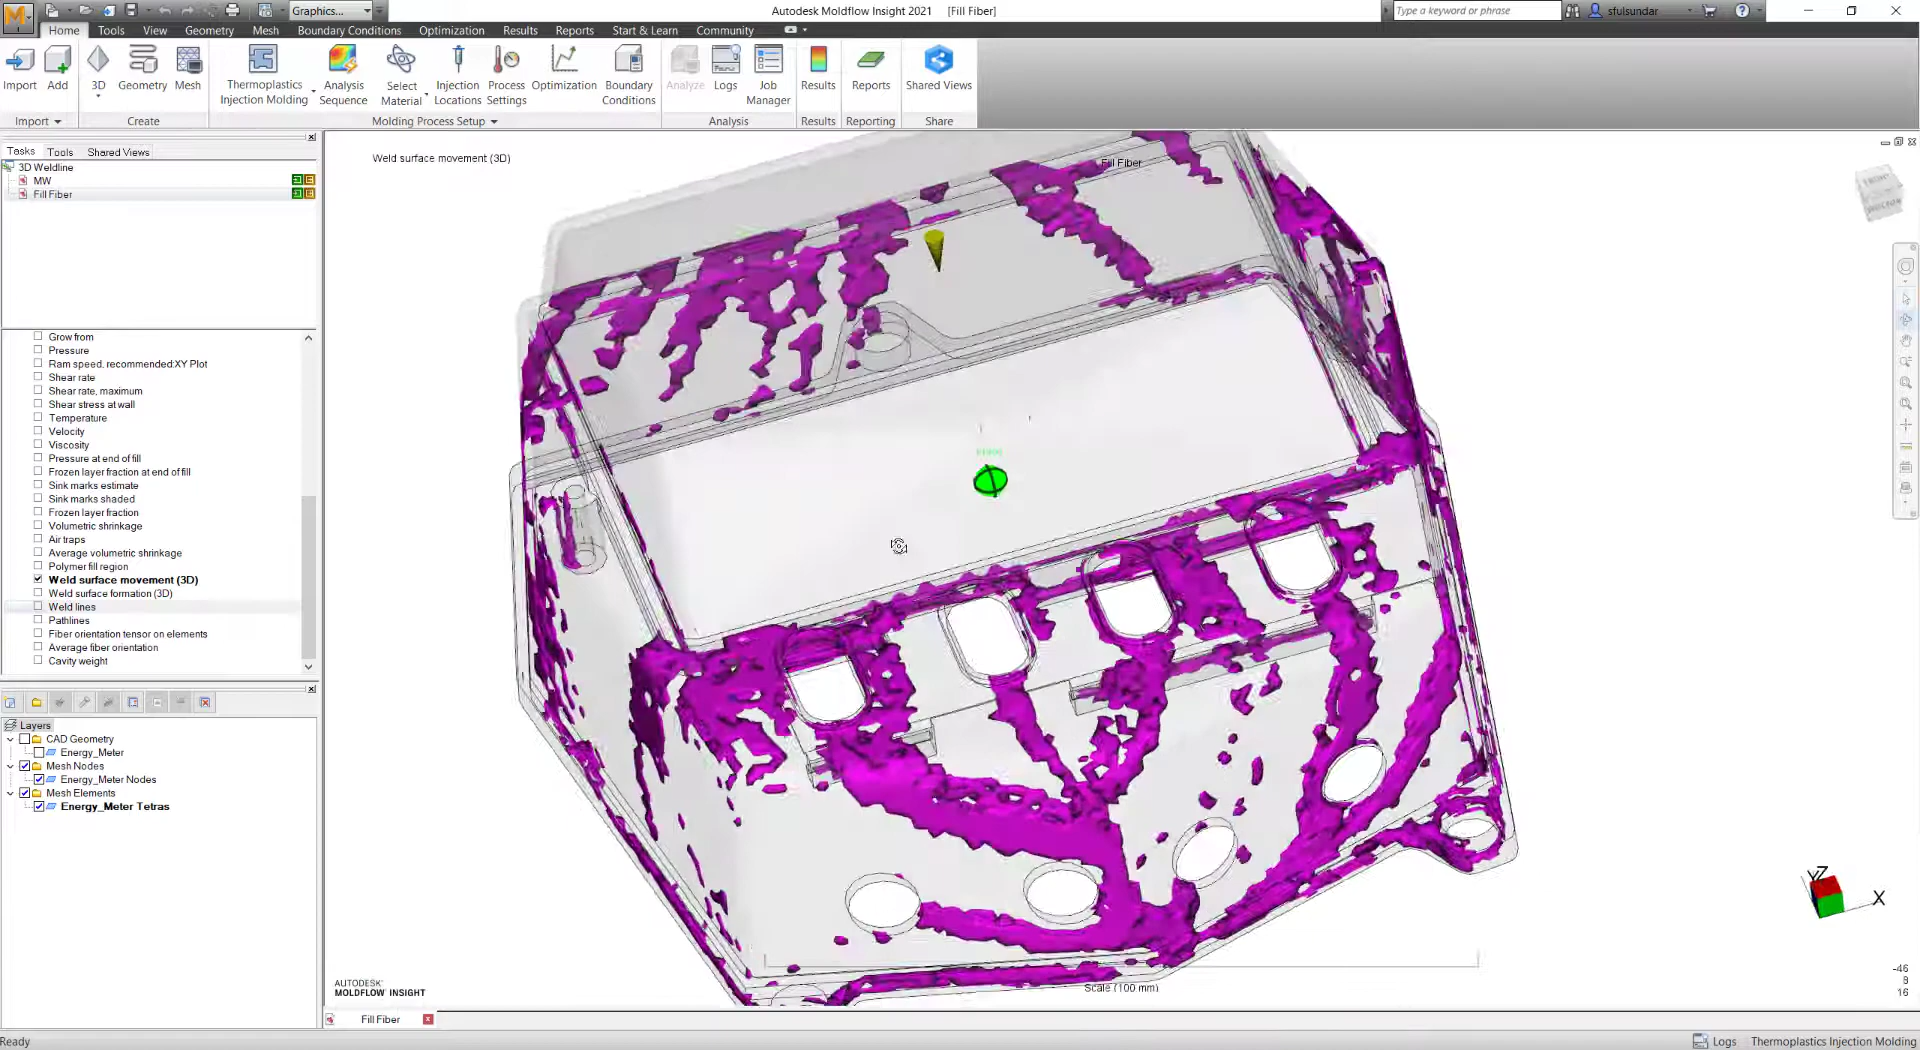 Graphics...
Autodesk Moldflow Insight 2021 [Fill Fiber]
Type a keyword or phrase
sfulsundar
Home Tools View Geometry Mesh Boundary Conditions Optimization Results Reports Start & Learn Community
Import Add 3D Geometry Mesh
Thermoplastics Injection Molding
Analysis Sequence
Select Material
Injection Locations
Process Settings
Optimization
Boundary Conditions
Analyze
Logs
Job Manager
Results
Reports
Shared Views
Import Create Molding Process Setup Analysis Results Reporting Share
Tasks Tools Shared Views
3D Weldline
MW
Fill Fiber
Grow from
Pressure
Ram speed, recommended:XY Plot
Shear rate
Shear rate, maximum
Shear stress at wall
Temperature
Velocity
Viscosity
Pressure at end of fill
Frozen layer fraction at end of fill
Sink marks estimate
Sink marks shaded
Frozen layer fraction
Volumetric shrinkage
Air traps
Average volumetric shrinkage
Polymer fill region
Weld surface movement (3D)
Weld surface formation (3D)
Weld lines
Pathlines
Fiber orientation tensor on elements
Average fiber orientation
Cavity weight
Layers
CAD Geometry
Energy_Meter
Mesh Nodes
Energy_Meter Nodes
Mesh Elements
Energy_Meter Tetras
Weld surface movement (3D)
Fill Fiber
FRONT
Z
X
-46
8
16
AUTODESK
MOLDFLOW INSIGHT
Scale (100 mm)
Fill Fiber
Ready
Logs Thermoplastics Injection Molding